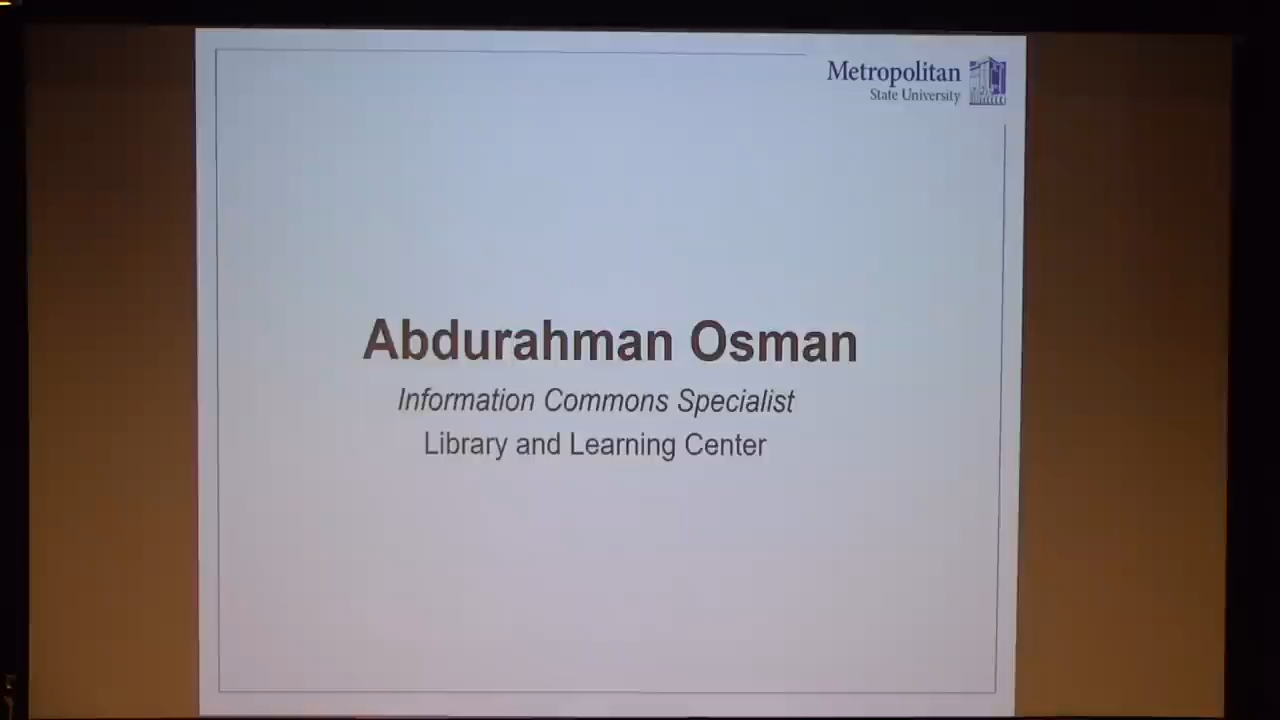 Metropolitan
State University
Abdurahman Osman
Information Commons Specialist
Library and Learning Center